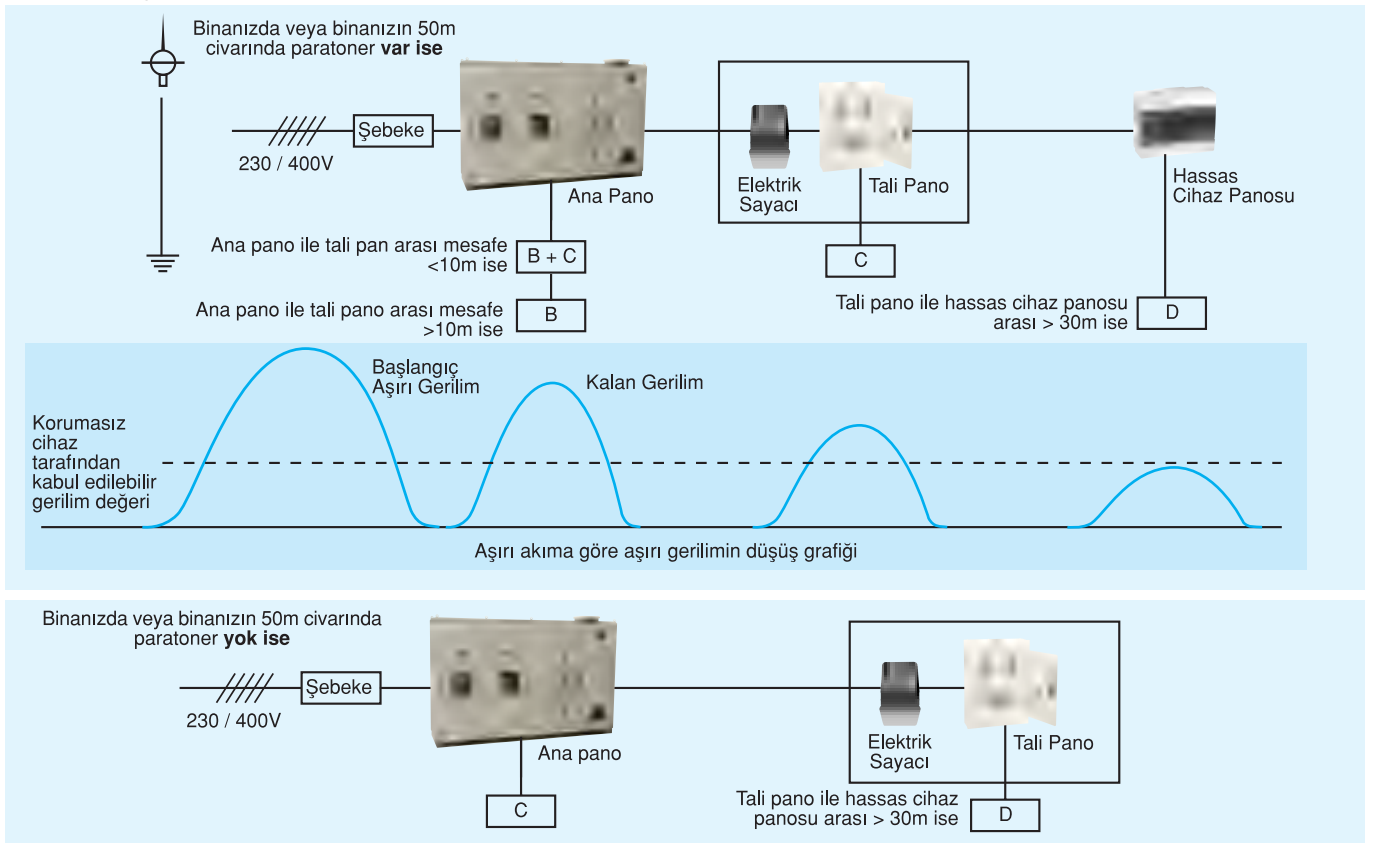 Binanızda veya binanızın 50m
civarında paratoner var ise
Şebeke
230 / 400V
Ana Pano
Elektrik
Sayacı
Tali Pano
Hassas
Cihaz Panosu
Ana pano ile tali pan arası mesafe
<10m ise
B + C
C
Ana pano ile tali pano arası mesafe
>10m ise
B
Tali pano ile hassas cihaz panosu
arası > 30m ise
D
Başlangıç
Aşırı Gerilim
Kalan Gerilim
Korumasız
cihaz
tarafından
kabul edilebilir
gerilim değeri
Aşırı akıma göre aşırı gerilimin düşüş grafiği
Binanızda veya binanızın 50m civarında
paratoner yok ise
Şebeke
230 / 400V
Ana pano
Elektrik
Sayacı
Tali Pano
C
Tali pano ile hassas cihaz
panosu arası > 30m ise
D